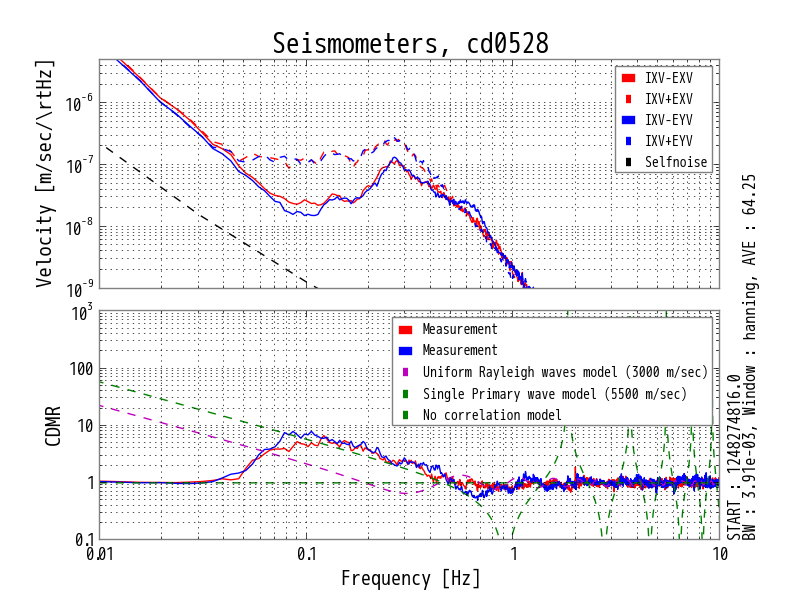 Seismometers, cd0528
Velocity [m/sec/\rtHz]
10-6
10-7
10-8
10-9
IXV-EXV
IXV+EXV
IXV-EYV
IXV+EYV
Selfnoise
CDMR
103
100
10
1
0.1
Measurement
Measurement
Uniform Rayleigh waves model (3000 m/sec)
Single Primary wave model (5500 m/sec)
No correlation model
0.01
0.1
1
10
Frequency [Hz]
START : 1248274816.0
BW : 3.91e-03, Window : hanning, AVE : 64.25